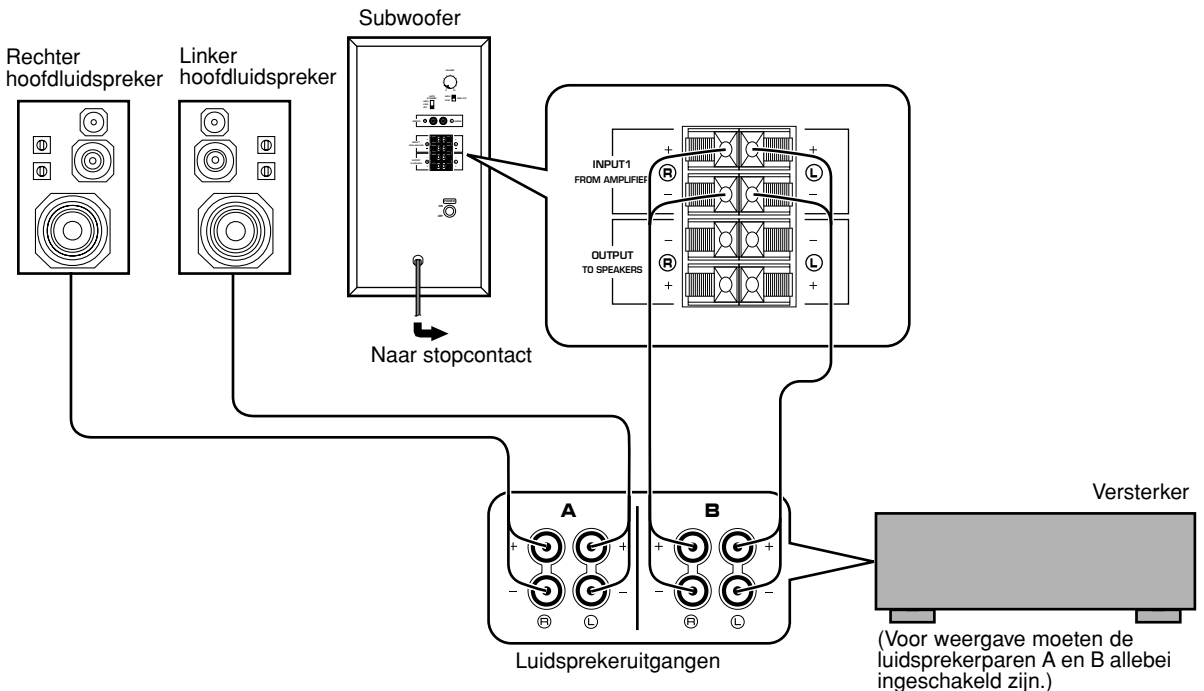 Subwoofer
Rechter
hoofdluidspreker
Linker
hoofdluidspreker
INPUT1
FROM AMPLIFIER
+ R -
+ L -
OUTPUT
TO SPEAKERS
- R +
- L +
Naar stopcontact
Versterker
A B
+ + + +
- - - -
R L R L
Luidsprekeruitgangen
(Voor weergave moeten de
luidsprekerparen A en B allebei
ingeschakeld zijn.)